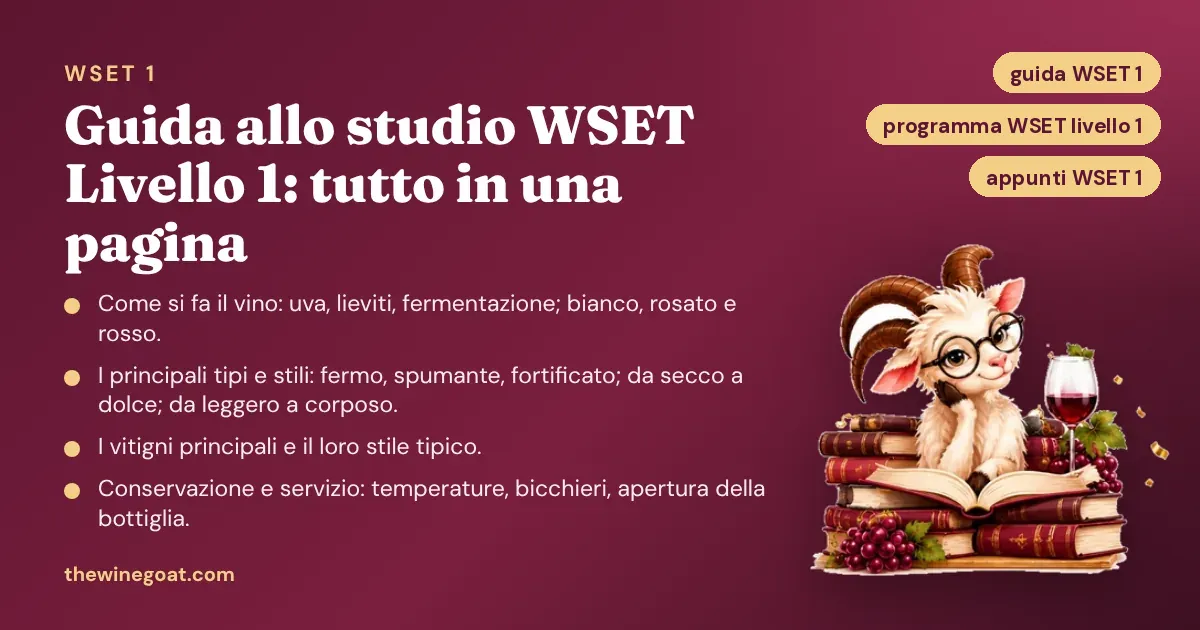 WSET 1
Guida allo studio WSET
Livello 1: tutto in una
pagina
Come si fa il vino: uva, lieviti, fermentazione; bianco, rosato e
rosso.
I principali tipi e stili: fermo, spumante, fortificato; da secco a
dolce; da leggero a corposo.
I vitigni principali e il loro stile tipico.
Conservazione e servizio: temperature, bicchieri, apertura della
bottiglia.
thewinegoat.com
guida WSET 1
programma WSET livello 1
appunti WSET 1